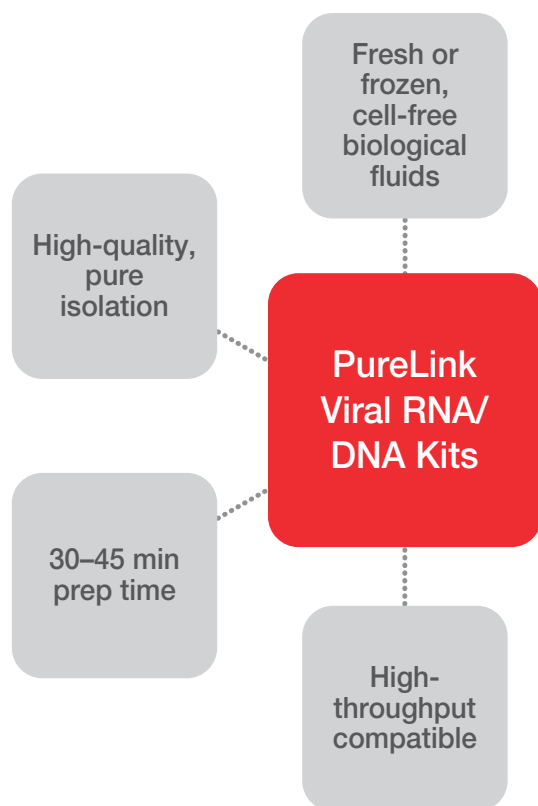 Fresh or
frozen,
cell-free
biological
fluids
High-quality,
pure
isolation
PureLink
Viral RNA/
DNA Kits
30–45 min
prep time
High-
throughput
compatible